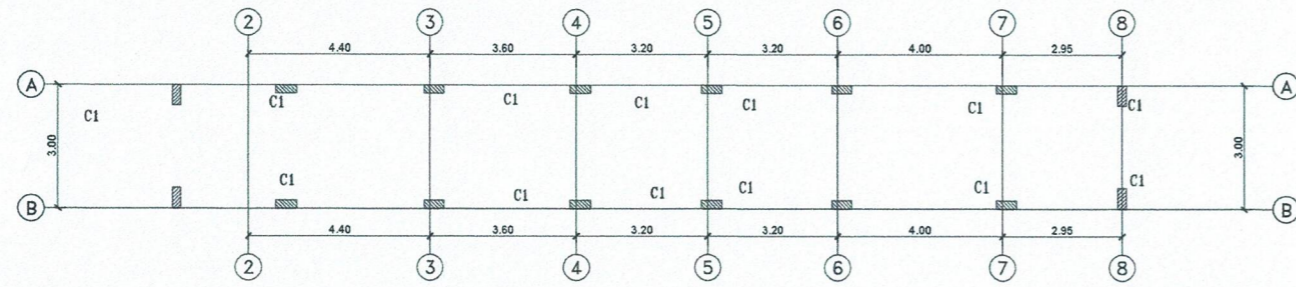 2 3 4 5 6 7 8
4.40 3.60 3.20 3.20 4.00 2.95
A A
C1 C1 C1 C1 C1 C1
C1
3.00 3.00
C1 C1 C1
C1 C1 C1
B B
4.40 3.60 3.20 3.20 4.00 2.95
2 3 4 5 6 7 8